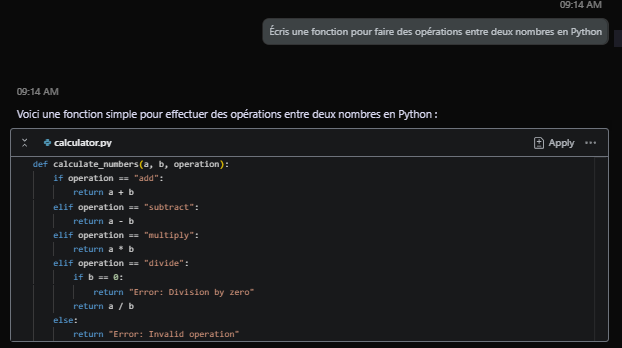 09:14 AM
Écris une fonction pour faire des opérations entre deux nombres en Python
09:14 AM
Voici une fonction simple pour effectuer des opérations entre deux nombres en Python :
calculator.py
Apply
def calculate_numbers(a, b, operation):
    if operation == "add":
        return a + b
    elif operation == "subtract":
        return a - b
    elif operation == "multiply":
        return a * b
    elif operation == "divide":
        if b == 0:
            return "Error: Division by zero"
        return a / b
    else:
        return "Error: Invalid operation"